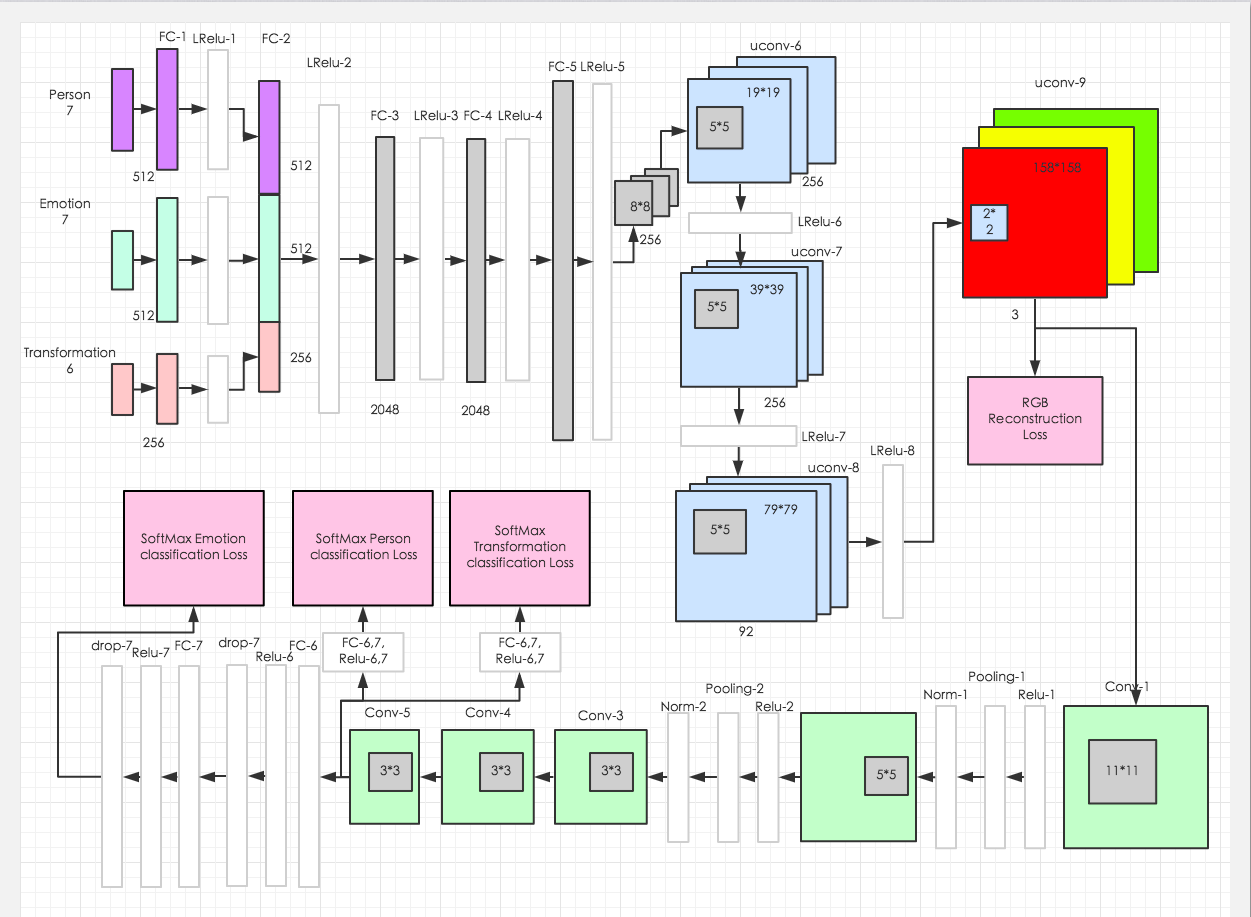 FC-1
LRelu-1
FC-2
LRelu-2
Person
7
512
512
Emotion
7
512
512
Transformation
6
256
256
FC-3
LRelu-3
FC-4
LRelu-4
2048
2048
FC-5
LRelu-5
8*8
256
uconv-6
19*19
5*5
256
LRelu-6
uconv-7
39*39
5*5
256
LRelu-7
uconv-8
79*79
5*5
92
LRelu-8
uconv-9
158*158
2*
2
3
RGB
Reconstruction
Loss
SoftMax Emotion
classification Loss
SoftMax Person
classification Loss
SoftMax
Transformation
classification Loss
drop-7
Relu-7
FC-7
drop-7
Relu-6
FC-6
FC-6,7,
Relu-6,7
FC-6,7,
Relu-6,7
Conv-5
3*3
Conv-4
3*3
Conv-3
3*3
Norm-2
Pooling-2
Relu-2
5*5
Norm-1
Pooling-1
Relu-1
Conv-1
11*11